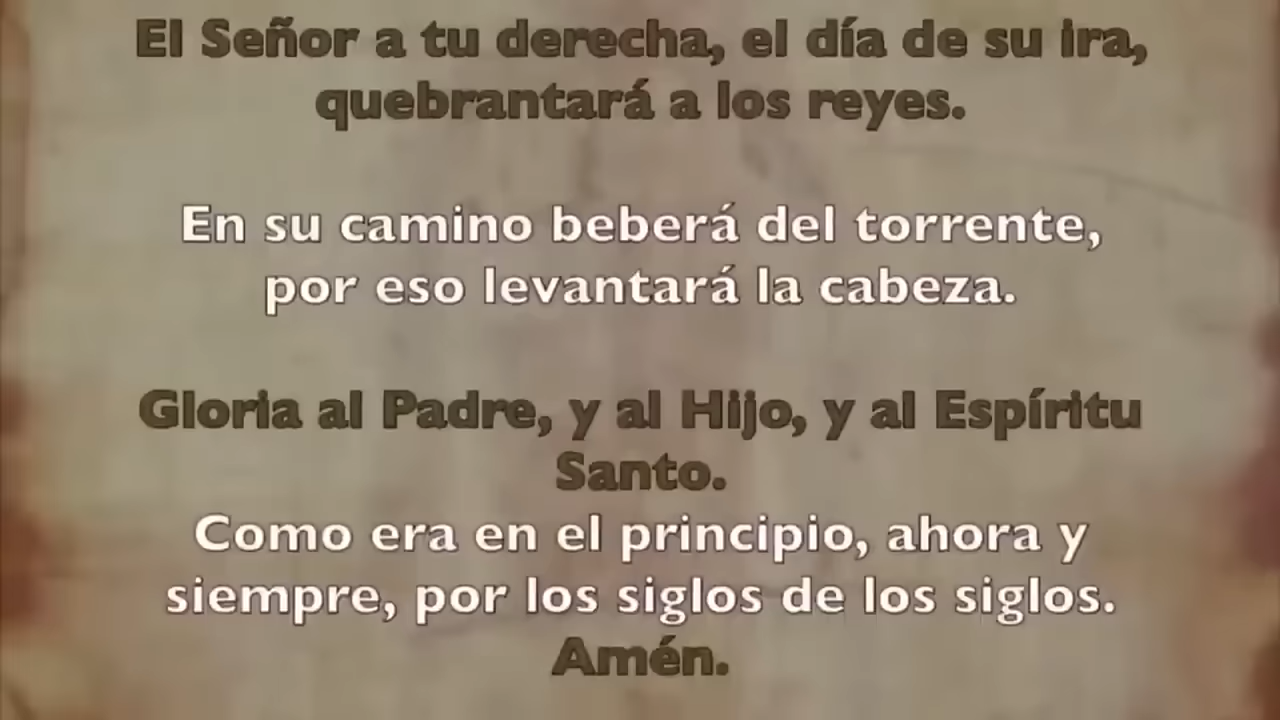 El Señor a tu derecha, el día de su ira,
quebrantará a los reyes.
En su camino beberá del torrente,
por eso levantará la cabeza.
Gloria al Padre, y al Hijo, y al Espíritu
Santo.
Como era en el principio, ahora y
siempre, por los siglos de los siglos.
Amén.